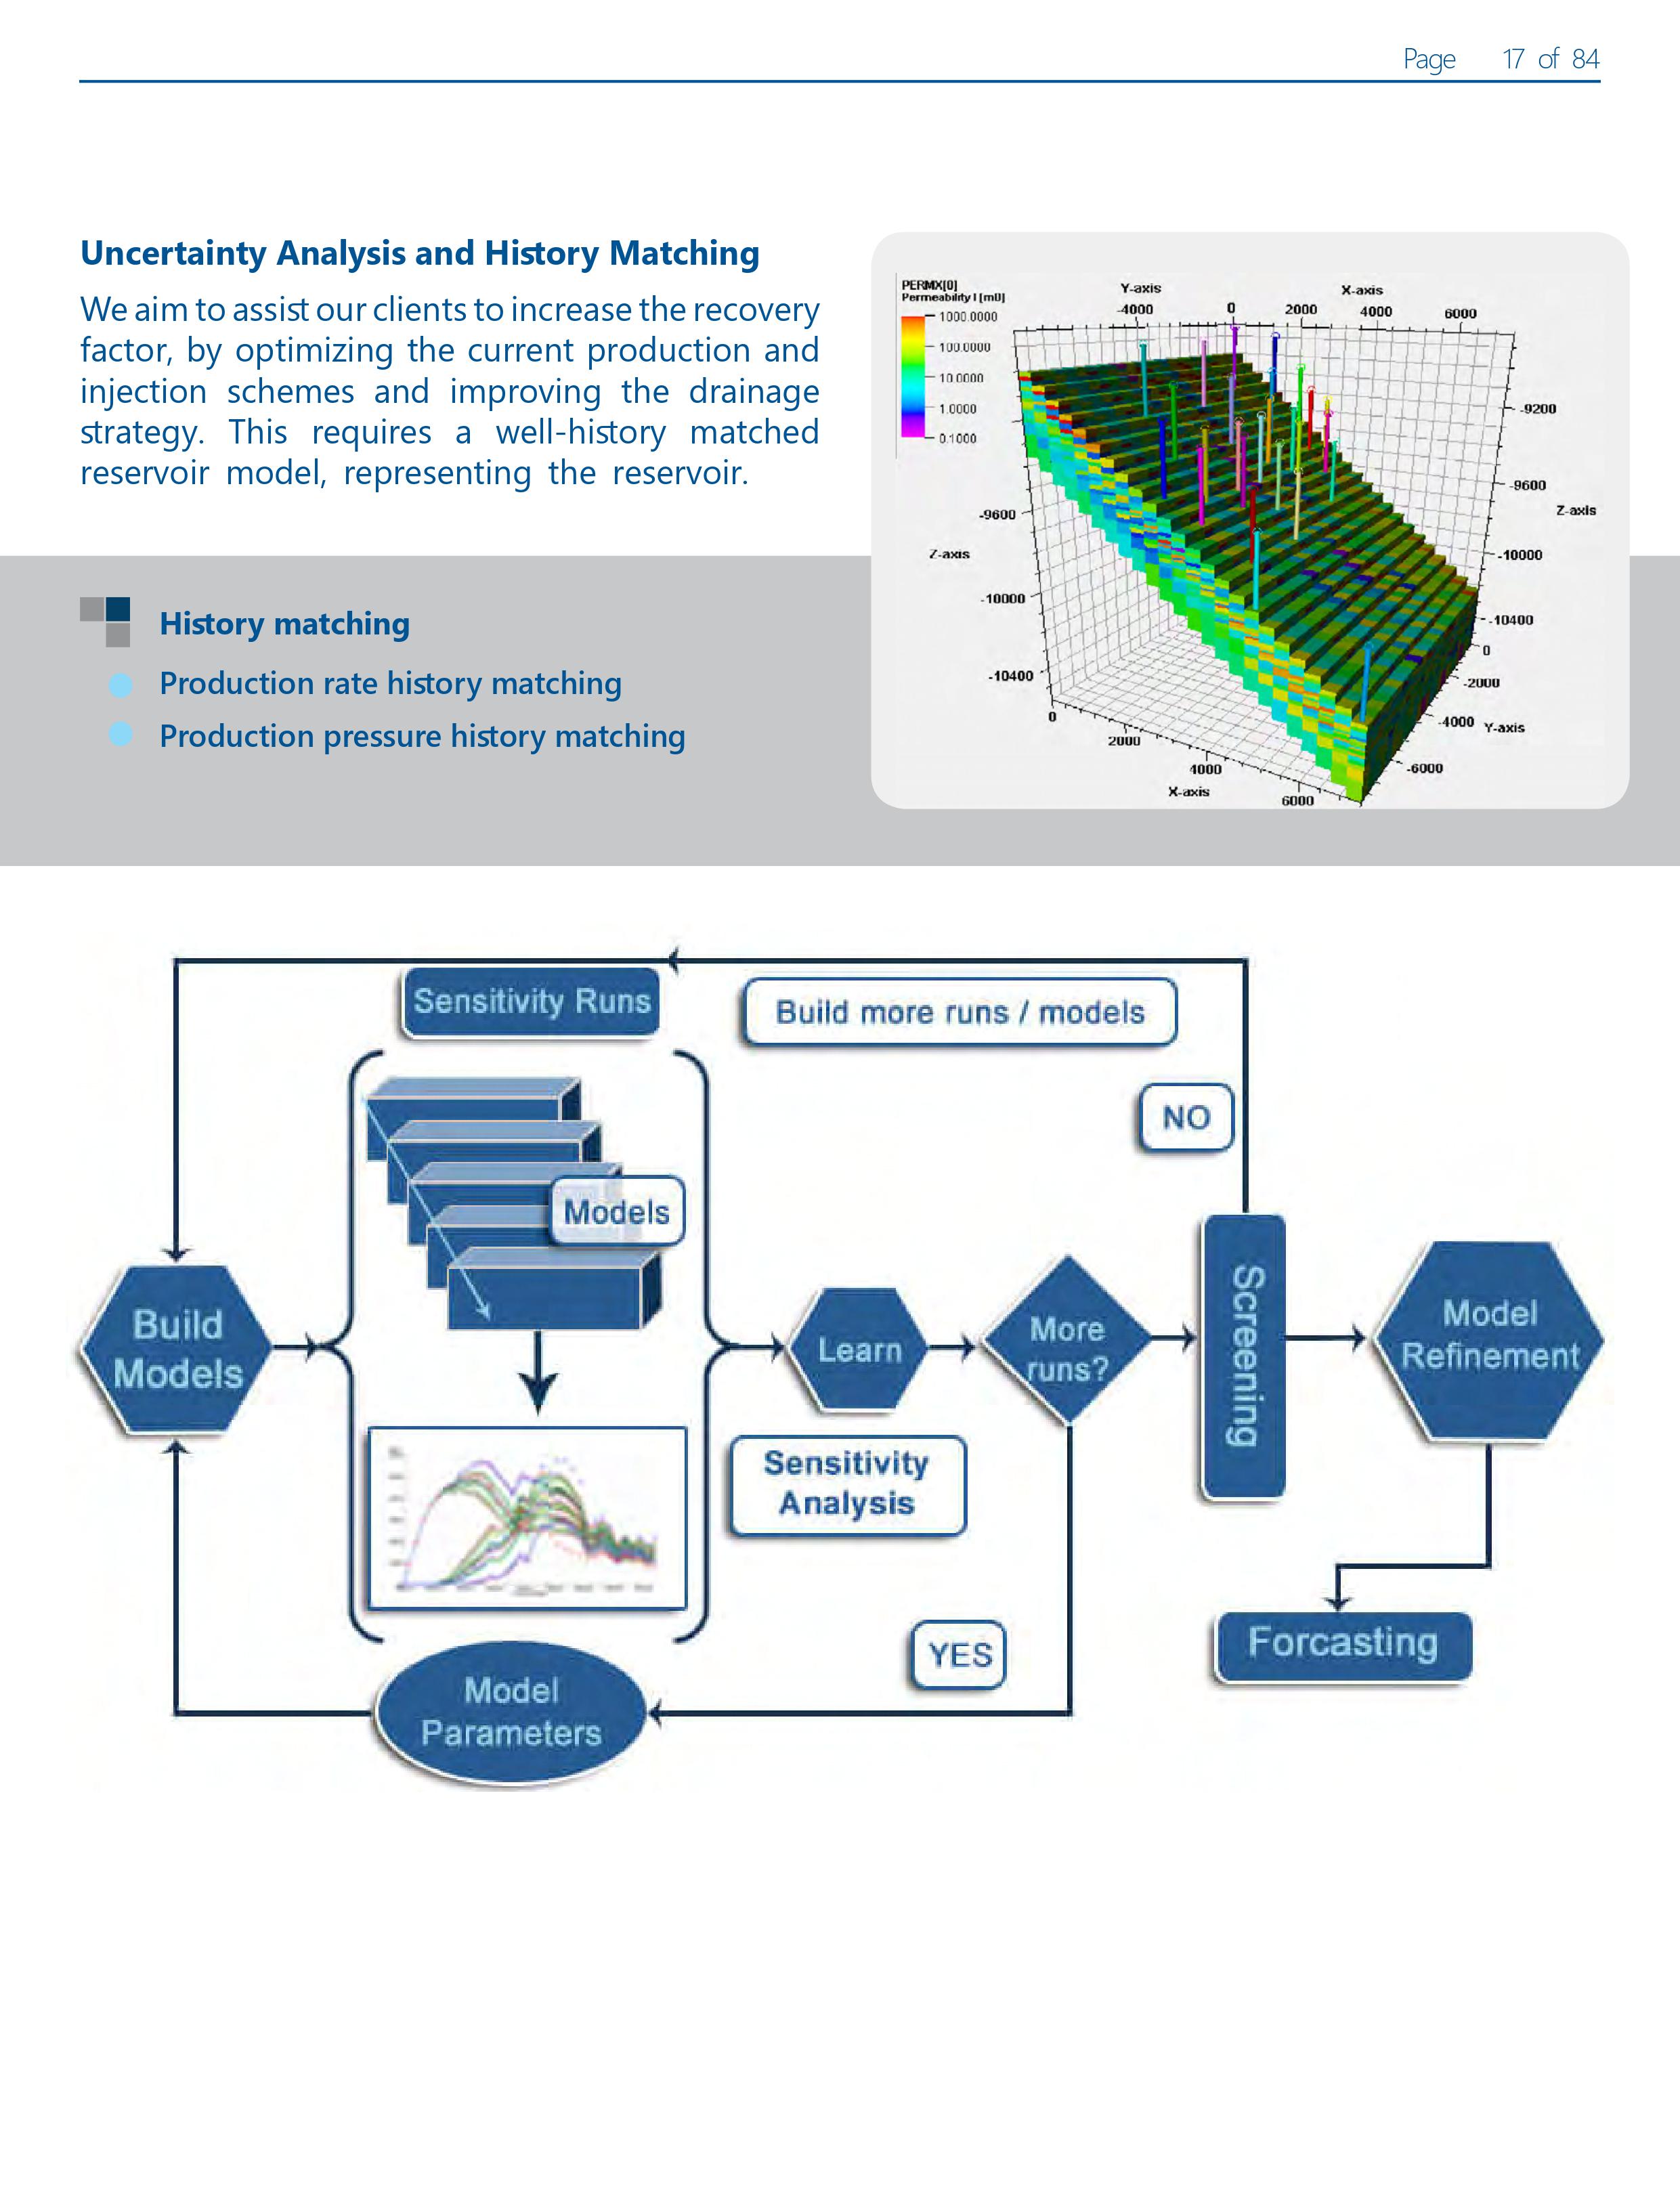 Page 17 of 84
Uncertainty Analysis and History Matching
We aim to assist our clients to increase the recovery
factor, by optimizing the current production and
injection schemes and improving the drainage
strategy. This requires a well-history matched
reservoir model, representing the reservoir.
History matching
Production rate history matching
Production pressure history matching
PERMX[0]
Permeability I [mD]
1000.0000
100.0000
10.0000
1.0000
0.1000
Y-axis
X-axis
-4000
0
2000
4000
6000
-9200
-9600
Z-axis
-10000
-10400
0
-2000
-4000
Y-axis
-6000
-9600
Z-axis
-10000
-10400
0
2000
4000
X-axis
6000
Sensitivity Runs
Build more runs / models
NO
Models
Build
Models
Learn
More
runs?
Screening
Model
Refinement
Sensitivity
Analysis
YES
Forcasting
Model
Parameters